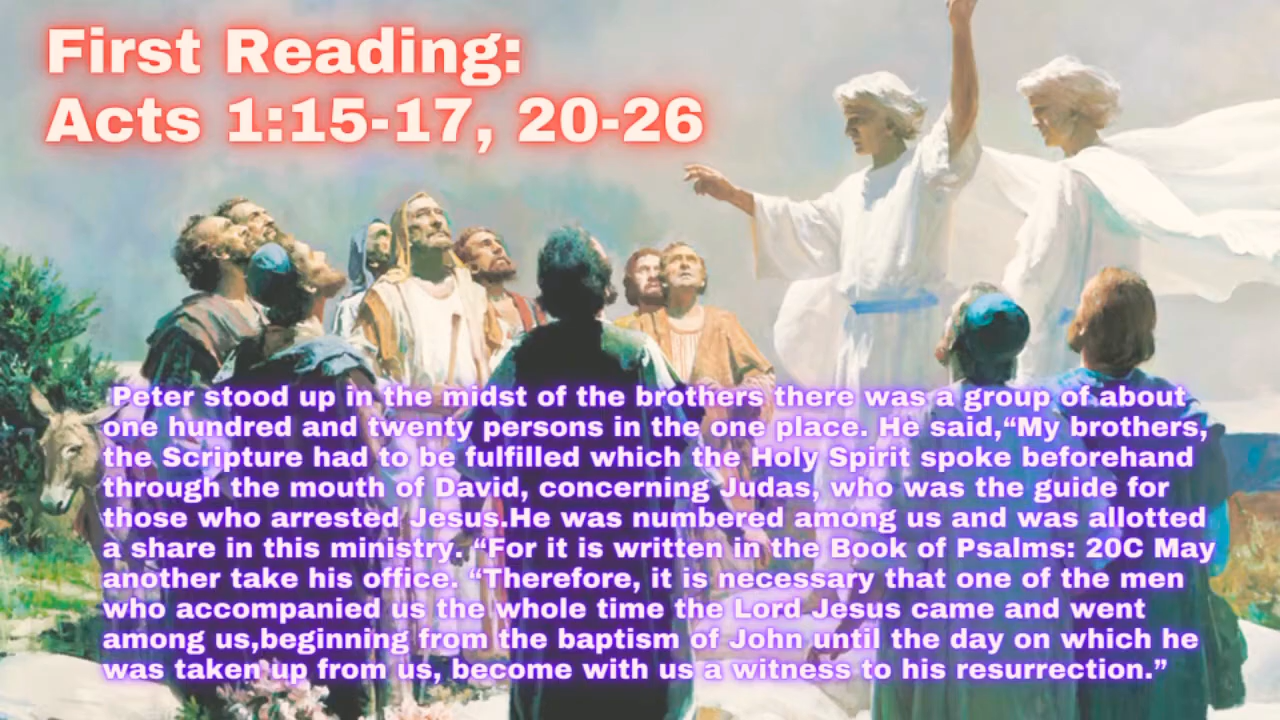 First Reading:
Acts 1:15-17, 20-26
Peter stood up in the midst of the brothers there was a group of about
one hundred and twenty persons in the one place. He said,“My brothers,
the Scripture had to be fulfilled which the Holy Spirit spoke beforehand
through the mouth of David, concerning Judas, who was the guide for
those who arrested Jesus.He was numbered among us and was allotted
a share in this ministry. “For it is written in the Book of Psalms: 20C May
another take his office. “Therefore, it is necessary that one of the men
who accompanied us the whole time the Lord Jesus came and went
among us,beginning from the baptism of John until the day on which he
was taken up from us, become with us a witness to his resurrection.”